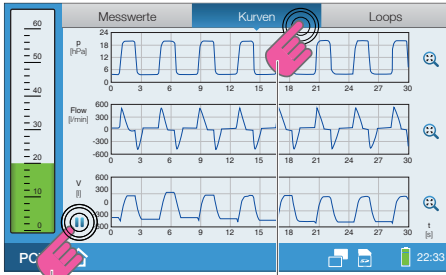 Messwerte Kurven Loops
60
50
40
30
20
10
0
p
[hPa]
24
18
12
6
0
0 3 6 9 12 15 18 21 24 27 30
Flow
[l/min]
600
300
0
-300
-600
0 3 6 9 12 15 18 21 24 27 30
V
[l]
600
300
0
300
800
0 3 6 9 12 15 18 21 24 27 30
t
[s]
22:33